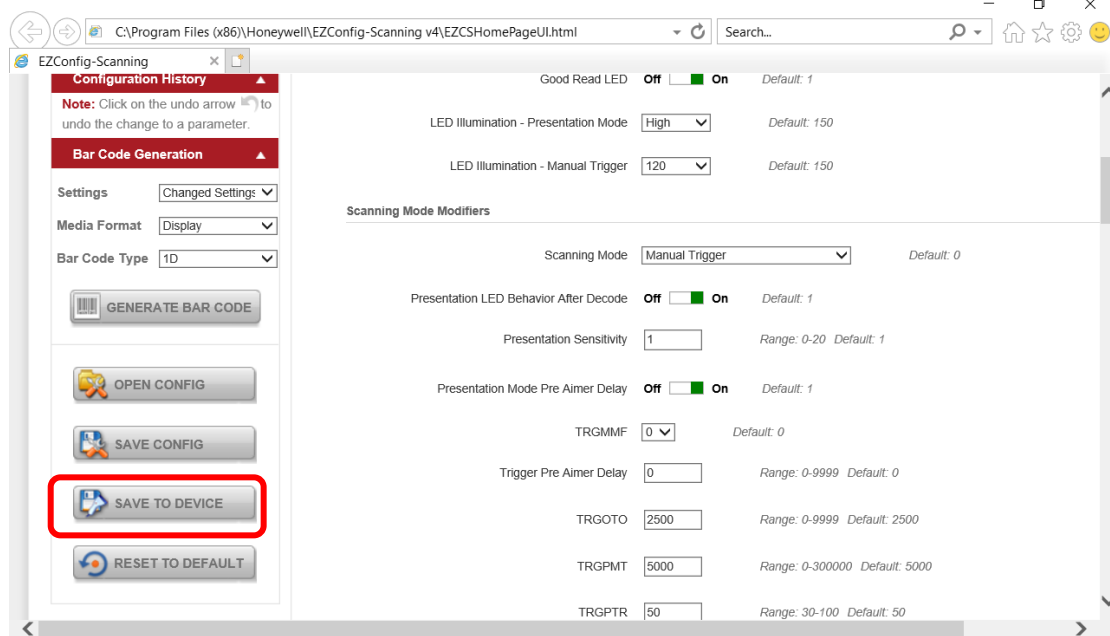 C:\Program Files (x86)\Honeywell\EZConfig-Scanning v4\EZCSHomePageUI.html
Search...
EZConfig-Scanning
Configuration History
Note: Click on the undo arrow to
undo the change to a parameter.
Bar Code Generation
Settings Changed Settings
Media Format Display
Bar Code Type 1D
GENERATE BAR CODE
OPEN CONFIG
SAVE CONFIG
SAVE TO DEVICE
RESET TO DEFAULT
Good Read LED Off On Default: 1
LED Illumination - Presentation Mode High Default: 150
LED Illumination - Manual Trigger 120 Default: 150
Scanning Mode Modifiers
Scanning Mode Manual Trigger Default: 0
Presentation LED Behavior After Decode Off On Default: 1
Presentation Sensitivity 1 Range: 0-20 Default: 1
Presentation Mode Pre Aimer Delay Off On Default: 1
TRGMMF 0 Default: 0
Trigger Pre Aimer Delay 0 Range: 0-9999 Default: 0
TRGOTO 2500 Range: 0-9999 Default: 2500
TRGPMT 5000 Range: 0-300000 Default: 5000
TRGPTR 50 Range: 30-100 Default: 50